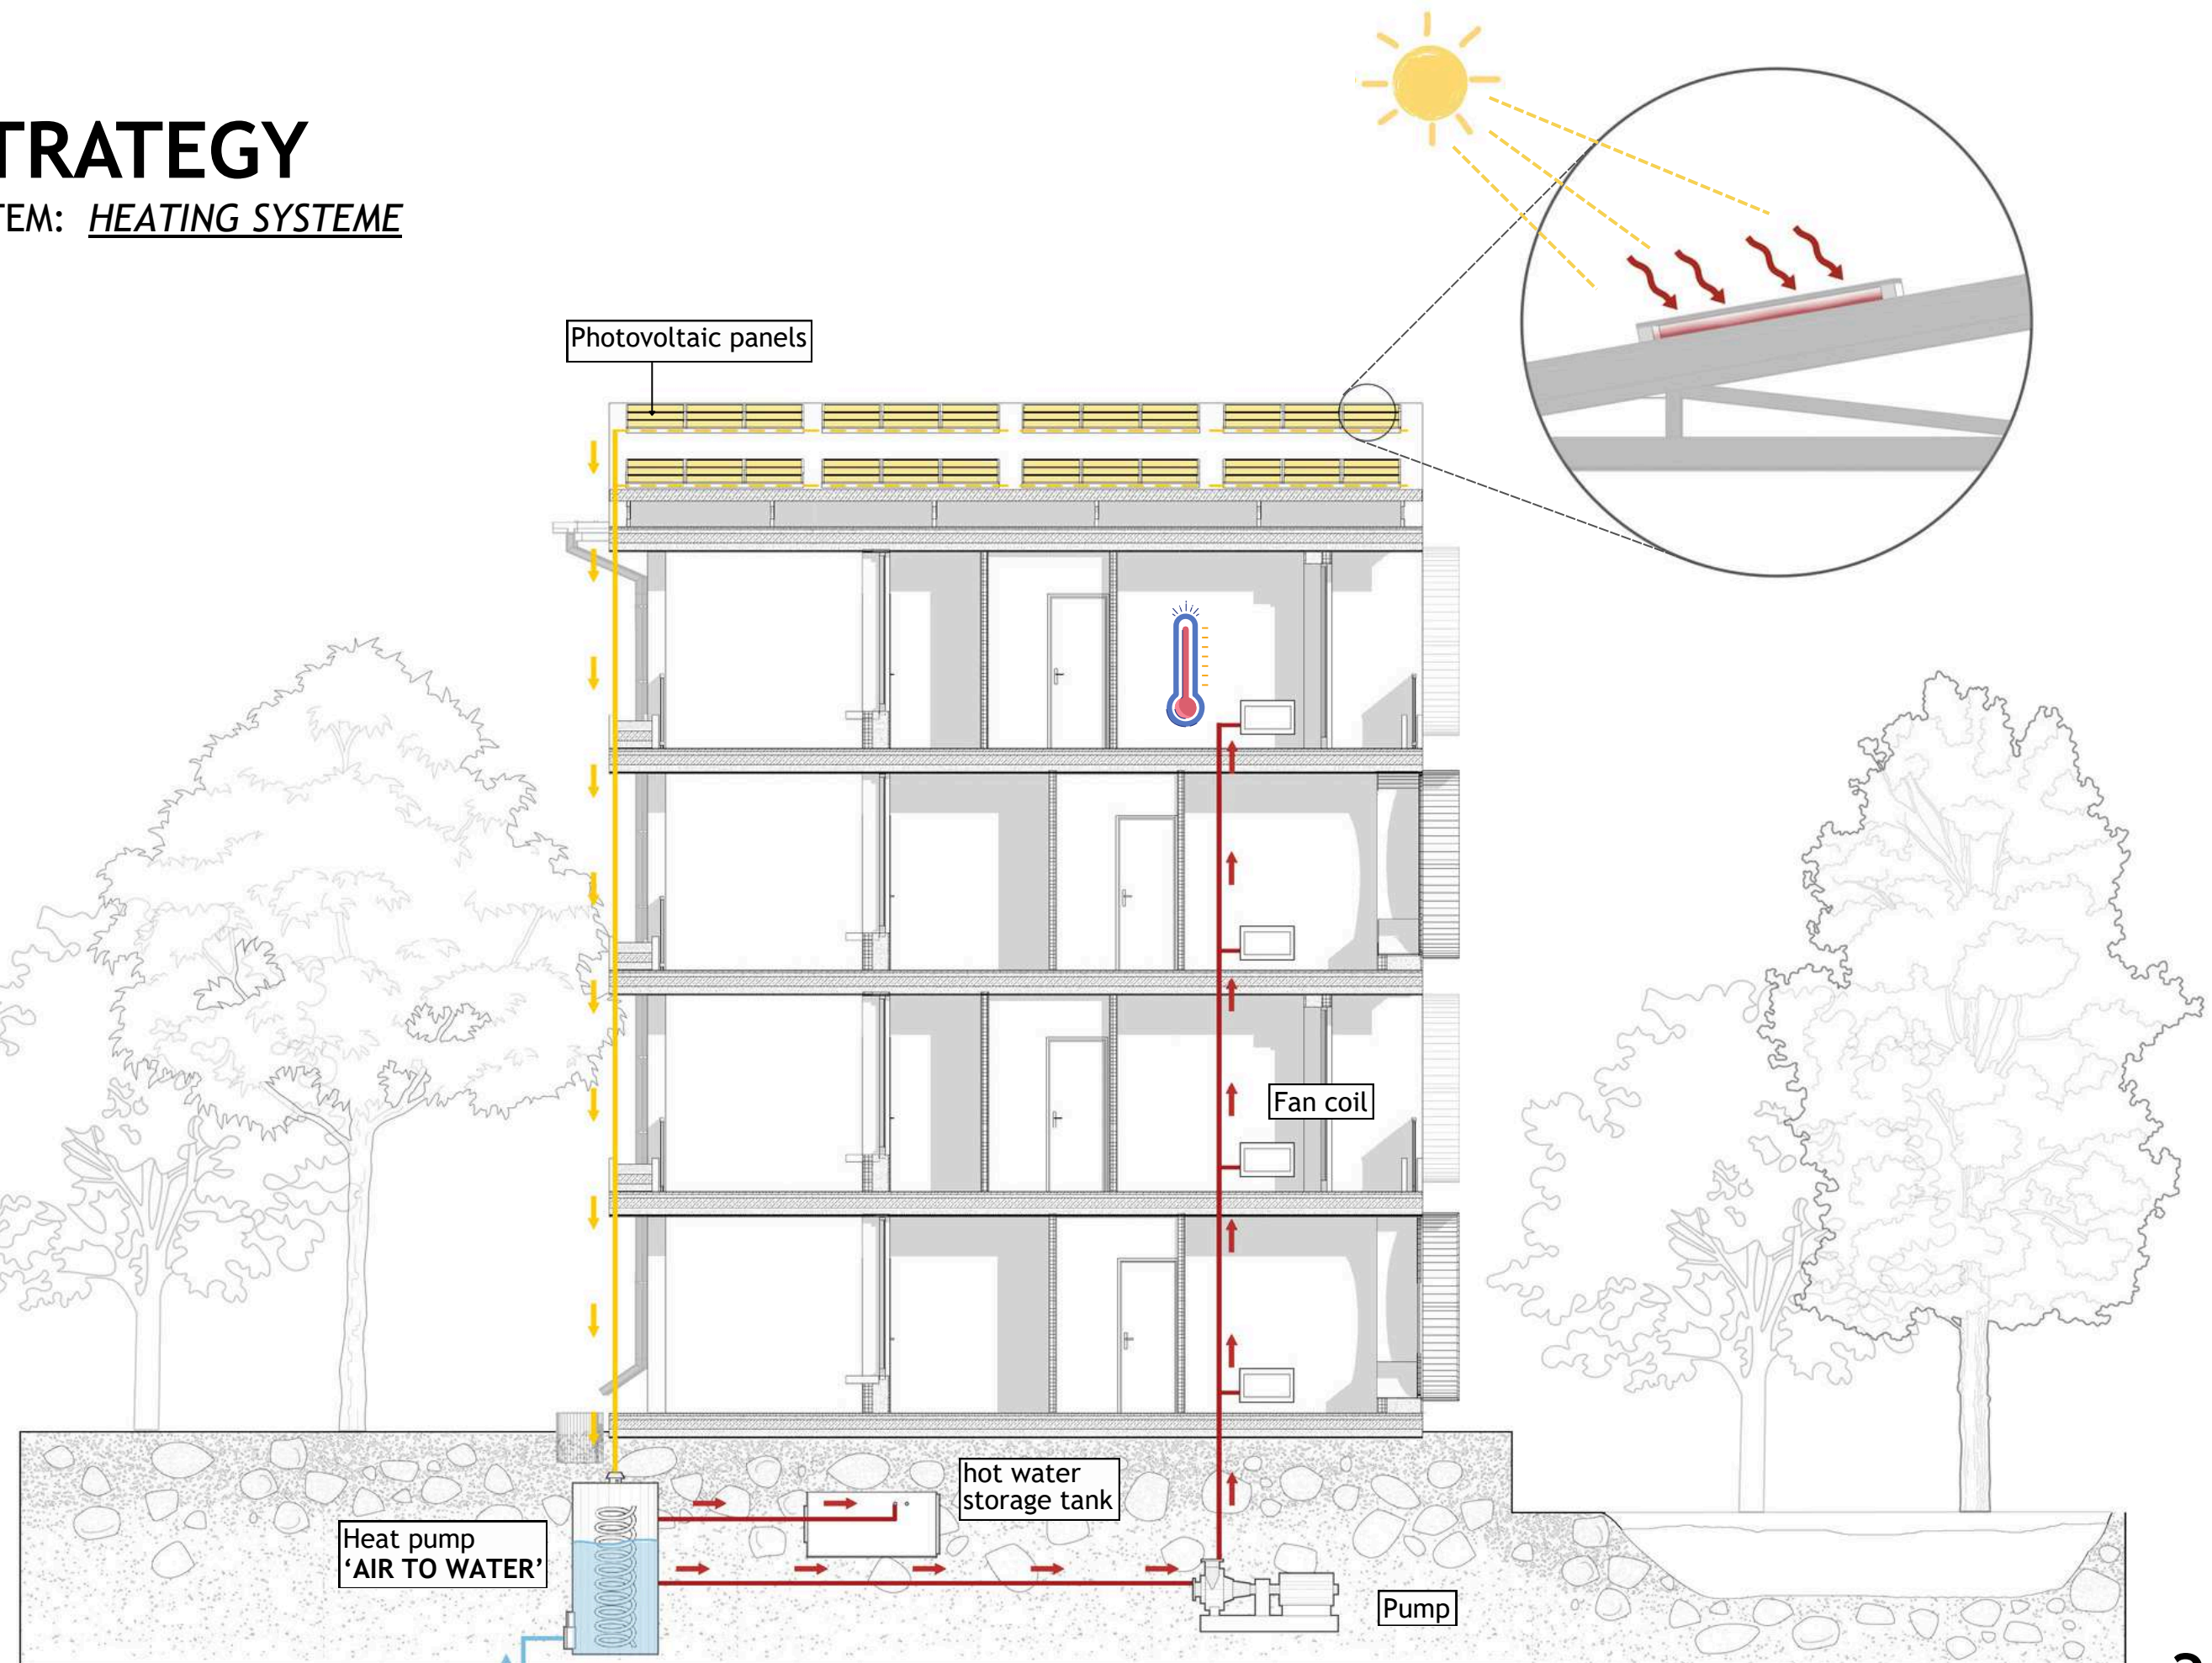 TRATEGY
TEM: HEATING SYSTEME
Photovoltaic panels
Fan coil
hot water
storage tank
Heat pump
‘AIR TO WATER’
Pump